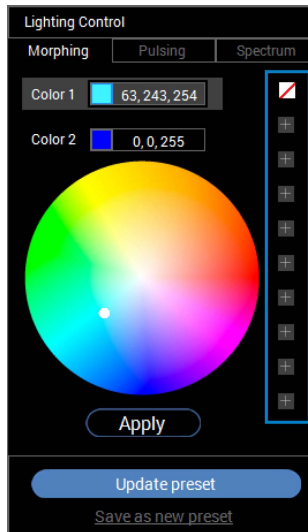 Lighting Control
Morphing Pulsing Spectrum
Color 1 63, 243, 254
Color 2 0, 0, 255
Apply
Update preset
Save as new preset